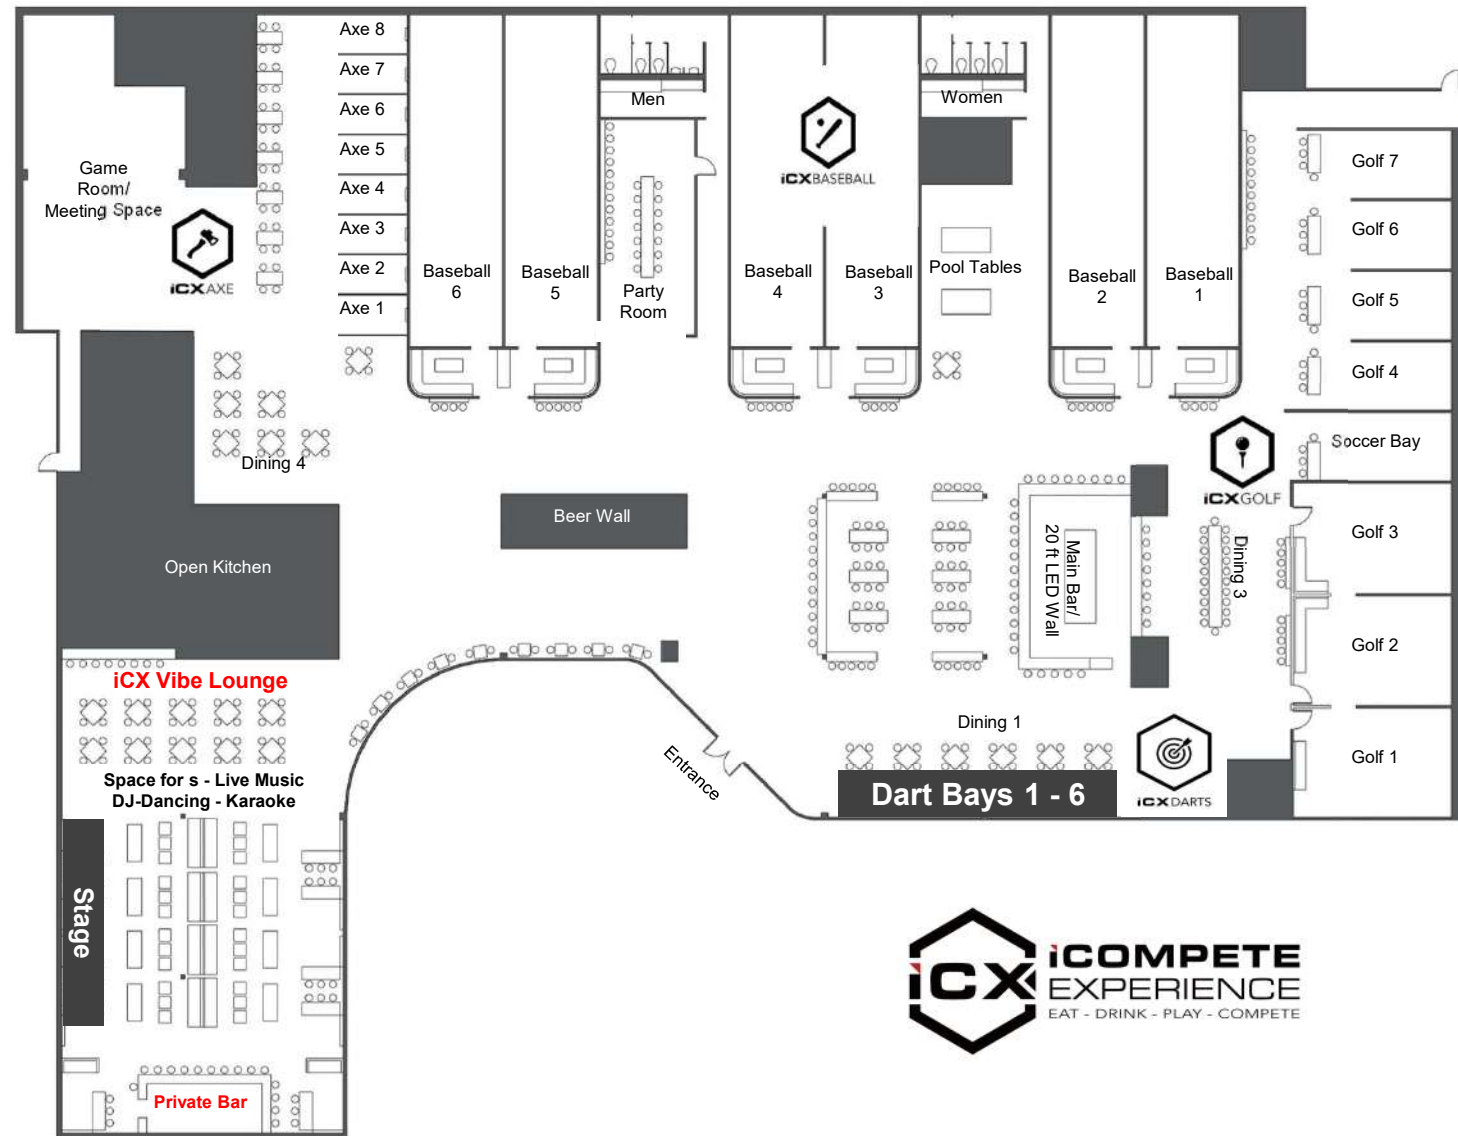 Axe 8
Axe 7
Axe 6
Axe 5
Axe 4
Axe 3
Axe 2
Axe 1
Game
Room/
Meeting Space
iCXAXE
Baseball
6
Baseball
5
Men
Party
Room
iCXBASEBALL
Baseball
4
Baseball
3
Women
Pool Tables
Baseball
2
Baseball
1
Golf 7
Golf 6
Golf 5
Golf 4
Soccer Bay
iCXGOLF
Golf 3
Golf 2
Golf 1
Dining 4
Beer Wall
Open Kitchen
Main Bar/
20 ft LED Wall
Dining 3
Dining 1
Entrance
Dart Bays 1 - 6
iCXDARTS
iCX Vibe Lounge
Space for s - Live Music
DJ-Dancing - Karaoke
Stage
Private Bar
iCX
iCOMPETE
EXPERIENCE
EAT - DRINK - PLAY - COMPETE